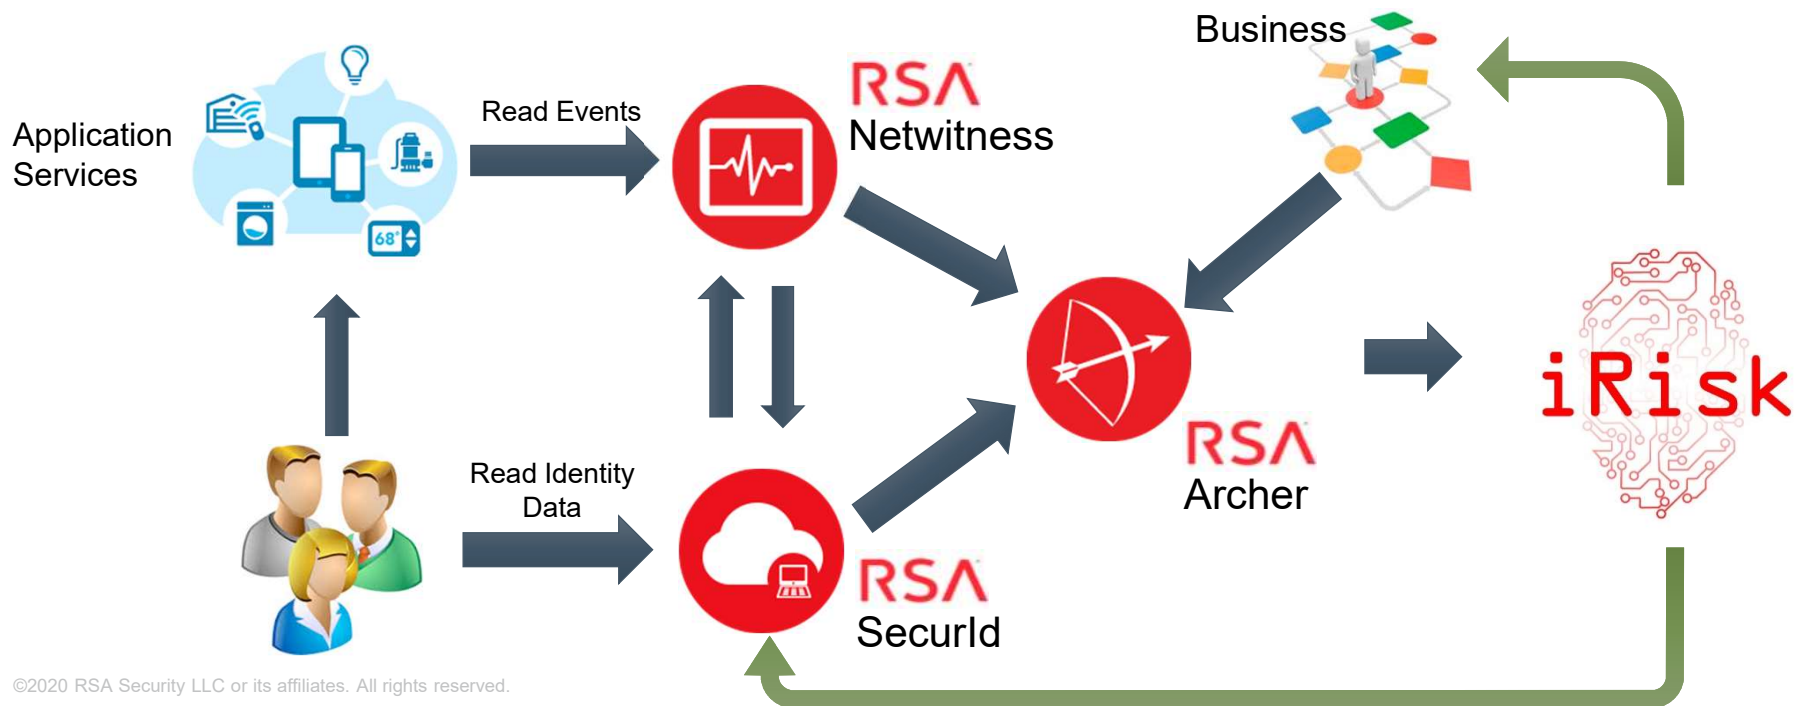 Business
RSA
Netwitness
Read Events
Application
Services
68°
iRisk
RSA
Archer
Read Identity
Data
RSA
SecurId
©2020 RSA Security LLC or its affiliates. All rights reserved.